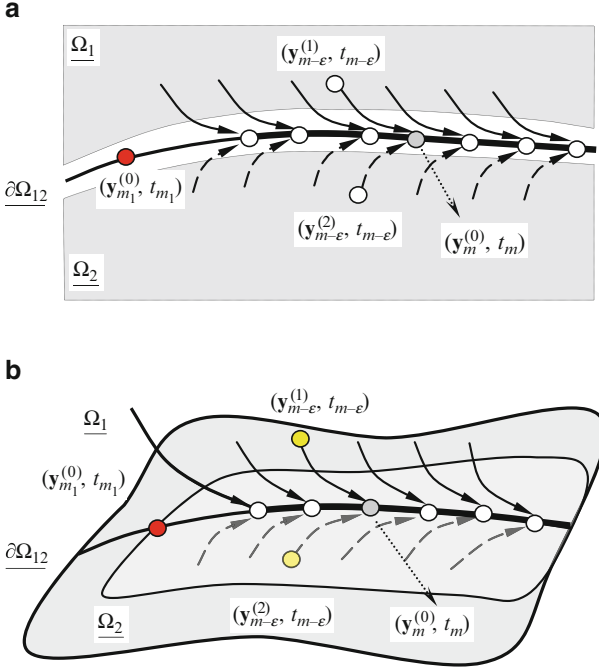 a
Ω₁
(y⁽¹⁾ₘ₋ε, tₘ₋ε)
∂Ω₁₂
(y⁽⁰⁾ₘ₁, tₘ₁)
(y⁽²⁾ₘ₋ε, tₘ₋ε)
(y⁽⁰⁾ₘ, tₘ)
Ω₂
b
(y⁽¹⁾ₘ₋ε, tₘ₋ε)
Ω₁
(y⁽⁰⁾ₘ₁, tₘ₁)
∂Ω₁₂
Ω₂
(y⁽²⁾ₘ₋ε, tₘ₋ε)
(y⁽⁰⁾ₘ, tₘ)